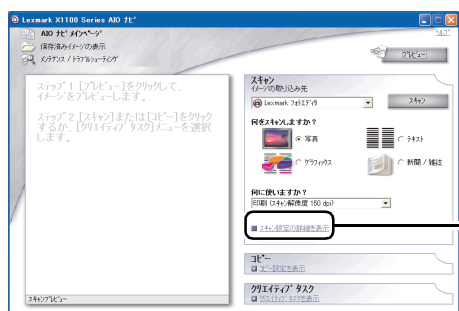 Lexmark X1100 Series AIO ﾅﾋﾞ
AIO ﾅﾋﾞ ﾒｲﾝﾍﾟｰｼﾞ
保存済みｲﾒｰｼﾞの表示
ﾒﾝﾃﾅﾝｽ / ﾄﾗﾌﾞﾙｼｭｰﾃｨﾝｸﾞ
ﾍﾙﾌﾟ
ﾌﾟﾚﾋﾞｭｰ
ステップ 1 [プレビュー]をクリックして、
イメージをプレビューします。
ステップ 2 [スキャン]または[コピー]をクリック
するか、[クリエイティブ タスク]メニューを選択
します。
スキャン
ｲﾒｰｼﾞの取り込み先
Lexmark ﾌｫﾄｴﾃﾞｨﾀ
ｽｷｬﾝ
何をｽｷｬﾝしますか？
写真
テキスト
ｸﾞﾗﾌｨｯｸｽ
新聞 / 雑誌
何に使いますか？
印刷 (ｽｷｬﾝ解像度 150 dpi)
ｽｷｬﾝ設定の詳細を表示
コピー
ｺﾋﾟｰ設定を表示
クリエイティブ タスク
ｸﾘｴｲﾃｨﾌﾞ ﾀｽｸを表示
ｽｷｬﾝﾌﾟﾚﾋﾞｭｰ